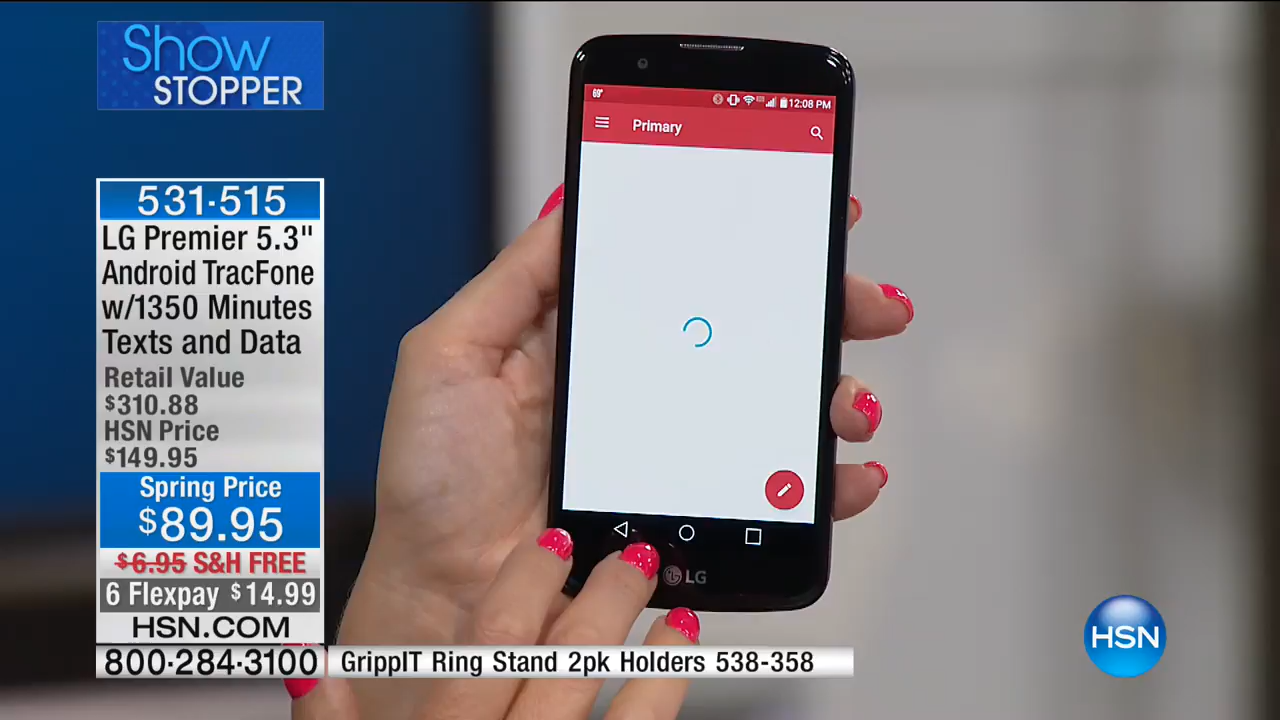 Show
STOPPER
531-515
LG Premier 5.3"
Android TracFone
w/1350 Minutes
Texts and Data
Retail Value
$310.88
HSN Price
$149.95
Spring Price
$89.95
$6.95 S&H FREE
6 Flexpay $14.99
HSN.COM
800-284-3100
GrippIT Ring Stand 2pk Holders 538-358
69°
12:08 PM
Primary
LG
HSN